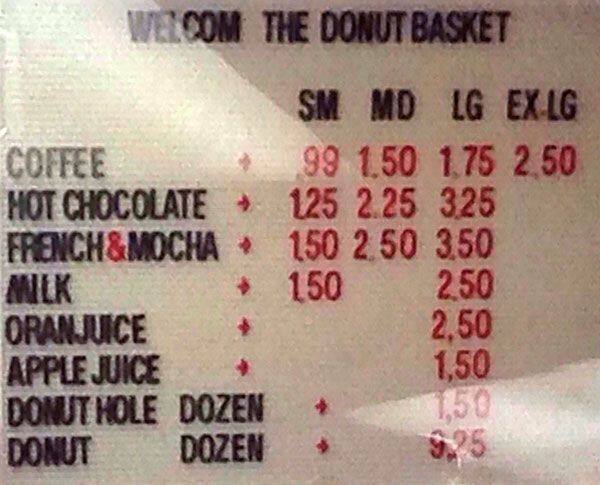 WELCOM THE DONUT BASKET
SM MD LG EX-LG
COFFEE .99 1.50 1.75 2.50
HOT CHOCOLATE 1.25 2.25 3.25
FRENCH&MOCHA 1.50 2.50 3.50
MILK 1.50 2.50
ORANJUICE 2,50
APPLE JUICE 1,50
DONUT HOLE DOZEN 1,50
DONUT DOZEN 9,25